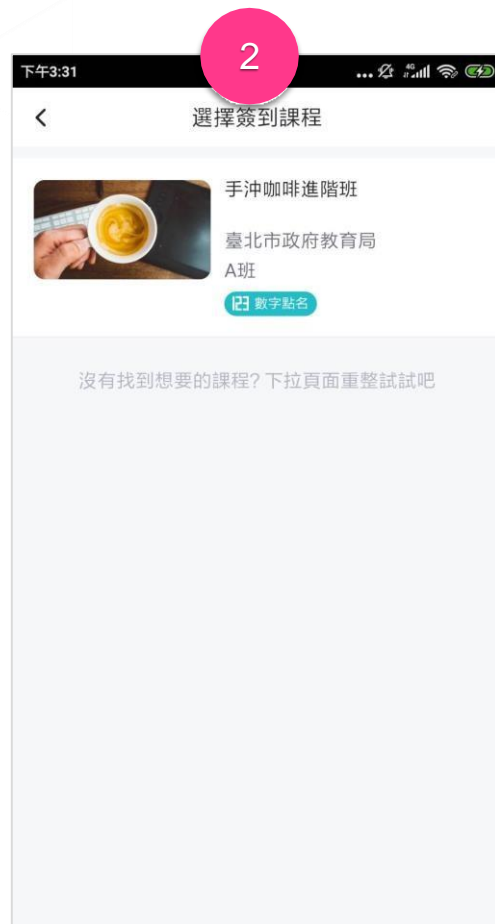 2
下午3:31
... 4G
選擇簽到課程
手沖咖啡進階班
臺北市政府教育局
A班
123 數字點名
沒有找到想要的課程? 下拉頁面重整試試吧